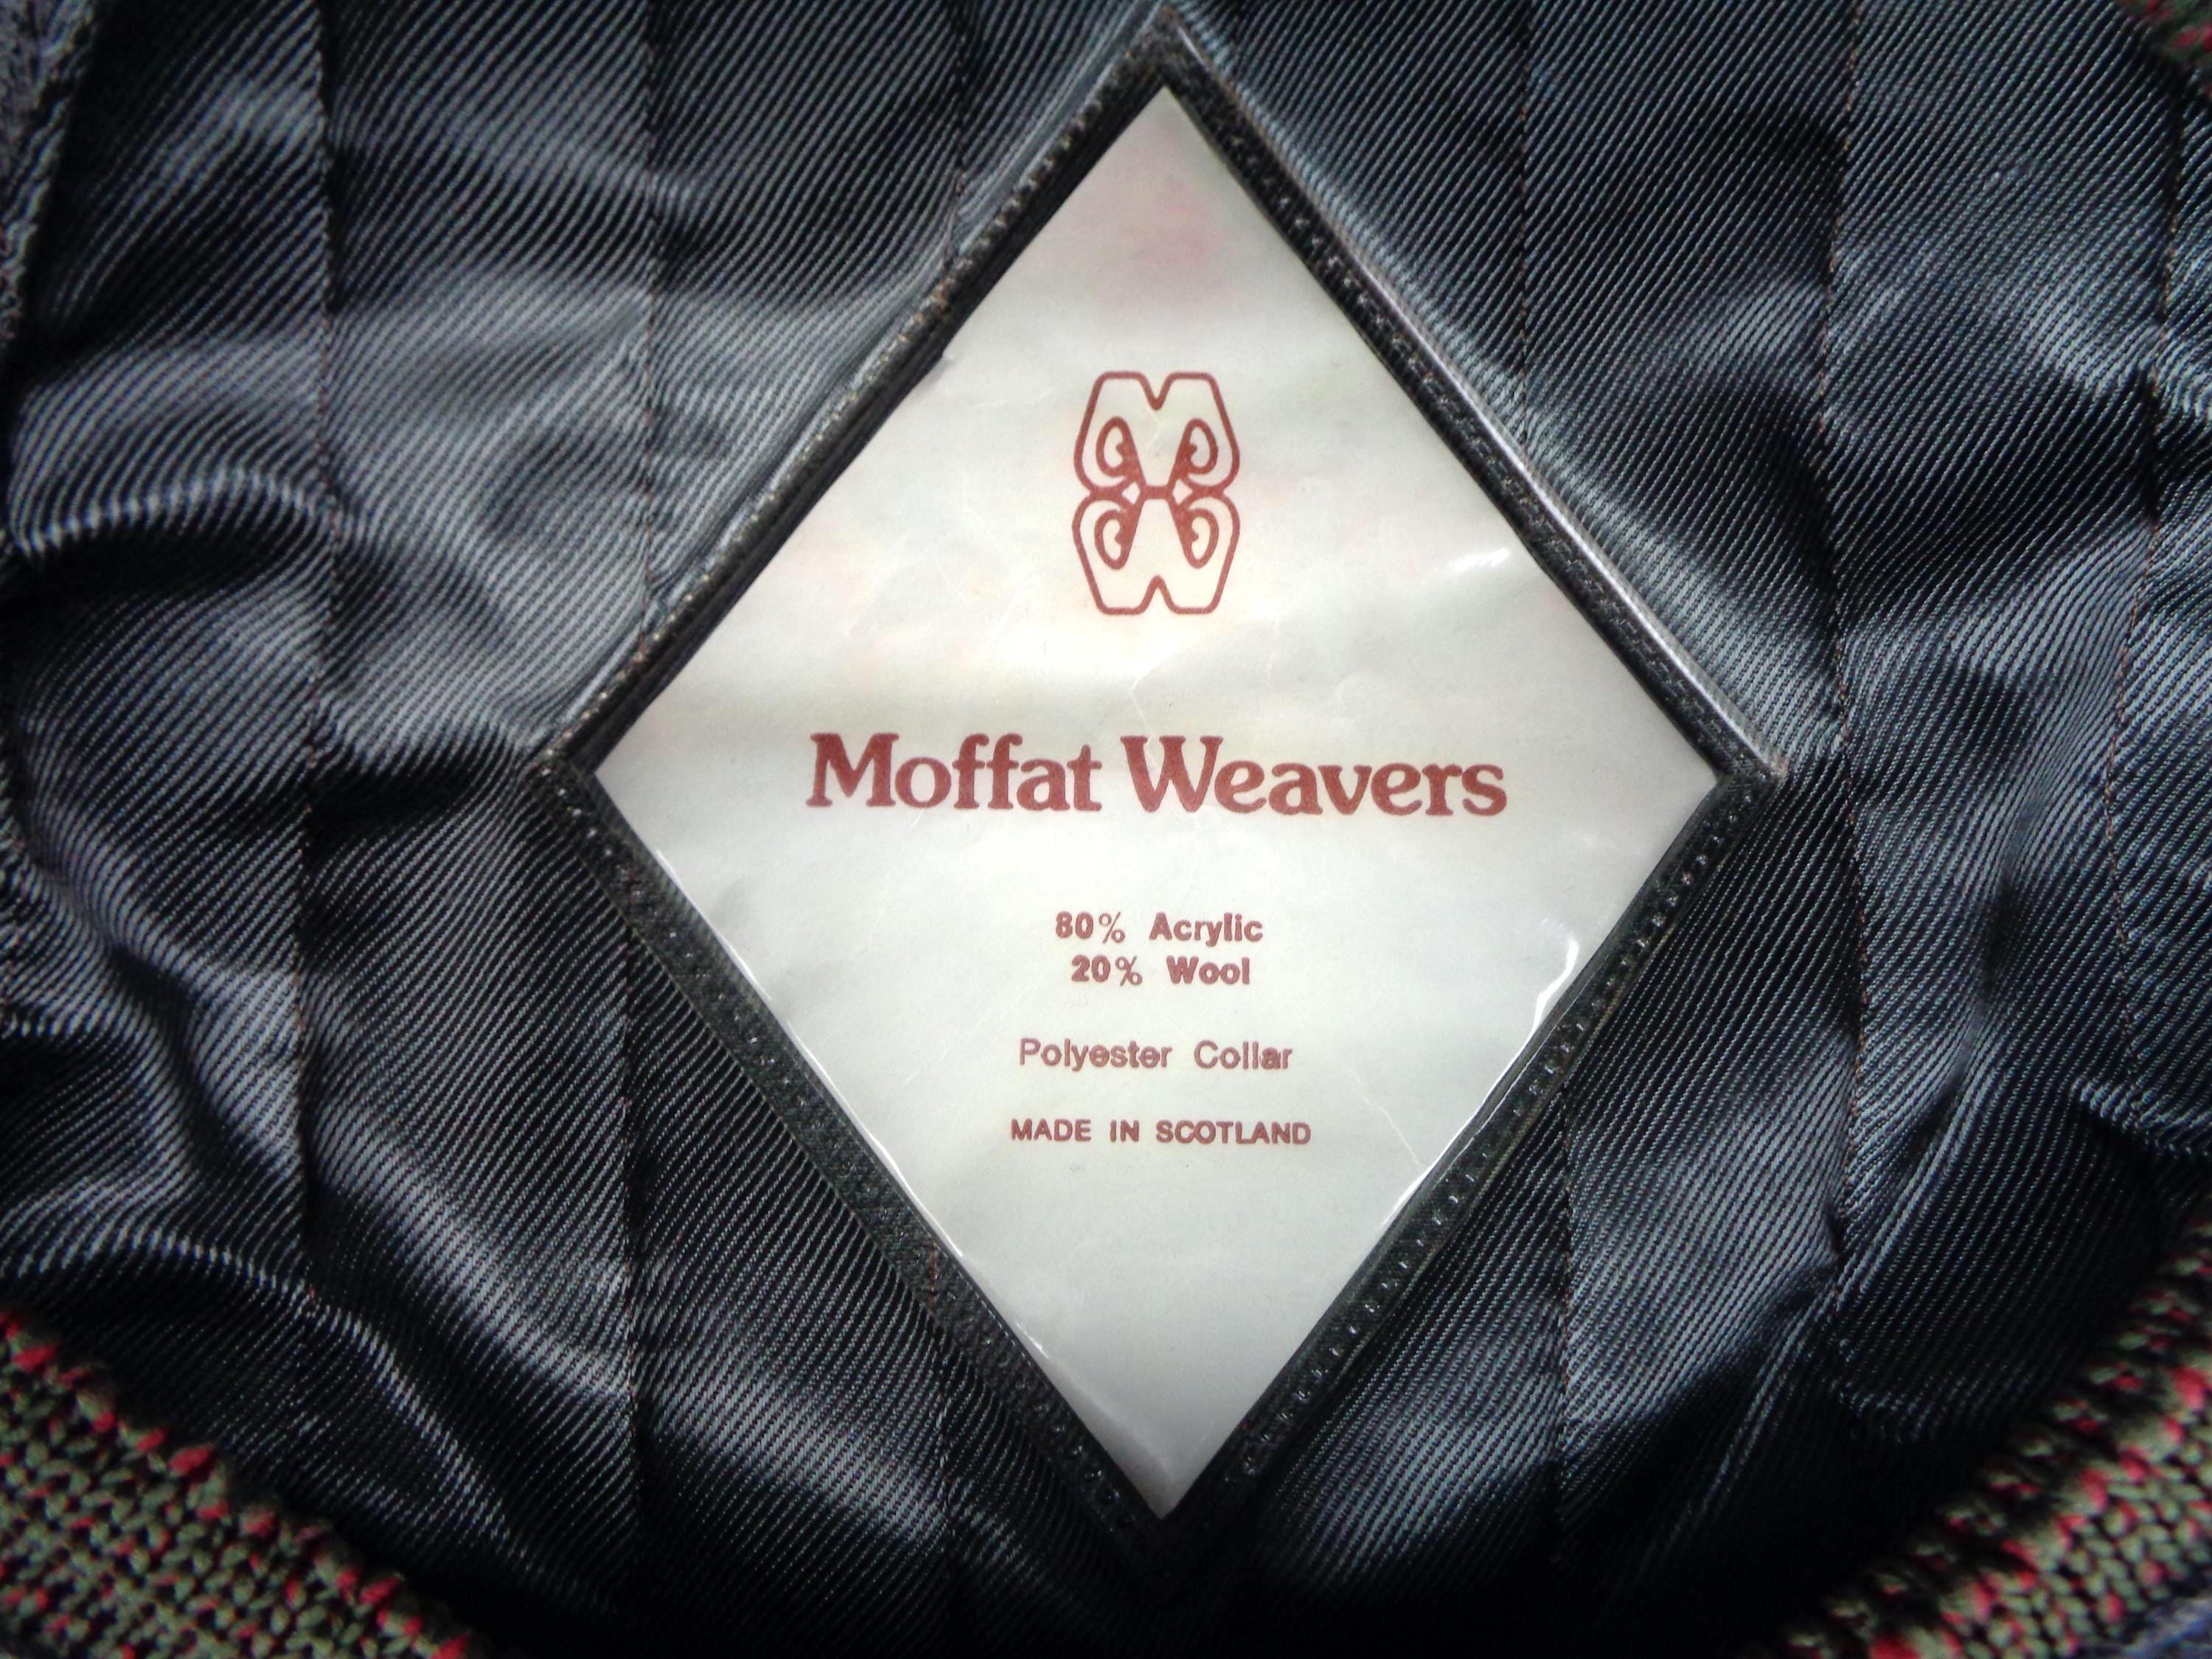 Moffat Weavers
80% Acrylic
20% Wool
Polyester Collar
MADE IN SCOTLAND